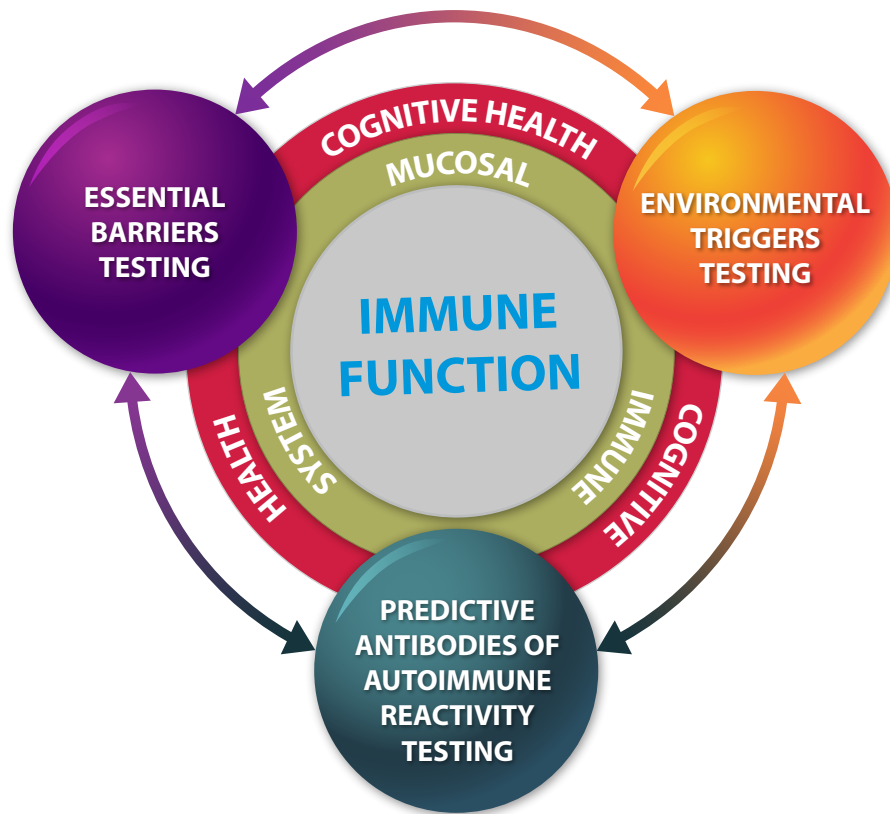 COGNITIVE HEALTH
MUCOSAL
ESSENTIAL
BARRIERS
TESTING
ENVIRONMENTAL
TRIGGERS
TESTING
IMMUNE
FUNCTION
IMMUNE
SYSTEM
COGNITIVE
HEALTH
PREDICTIVE
ANTIBODIES OF
AUTOIMMUNE
REACTIVITY
TESTING